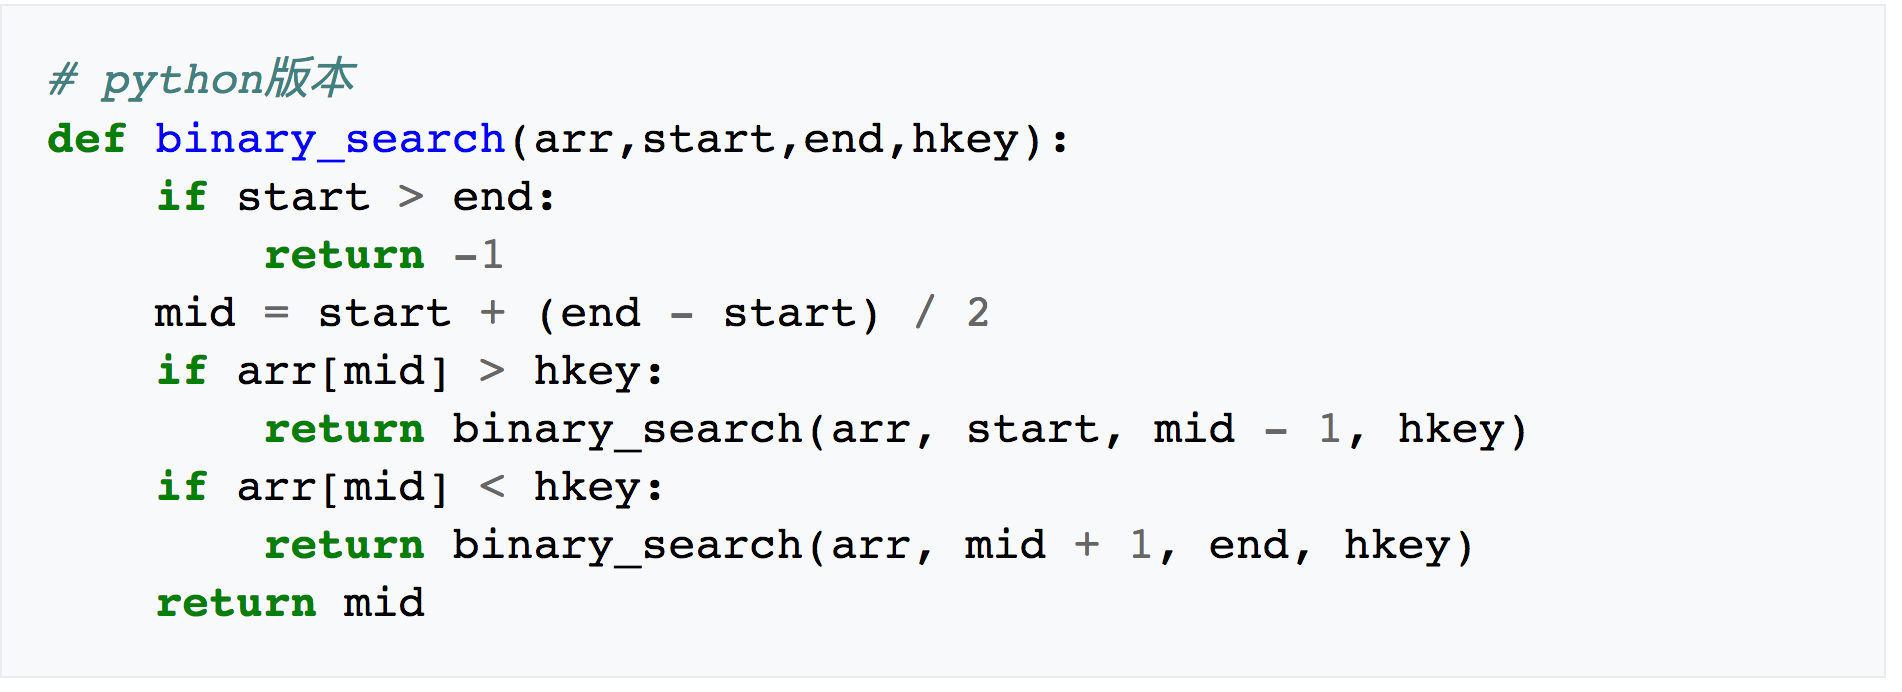 # python版本
def binary_search(arr,start,end,hkey):
    if start > end:
        return -1
    mid = start + (end - start) / 2
    if arr[mid] > hkey:
        return binary_search(arr, start, mid - 1, hkey)
    if arr[mid] < hkey:
        return binary_search(arr, mid + 1, end, hkey)
    return mid